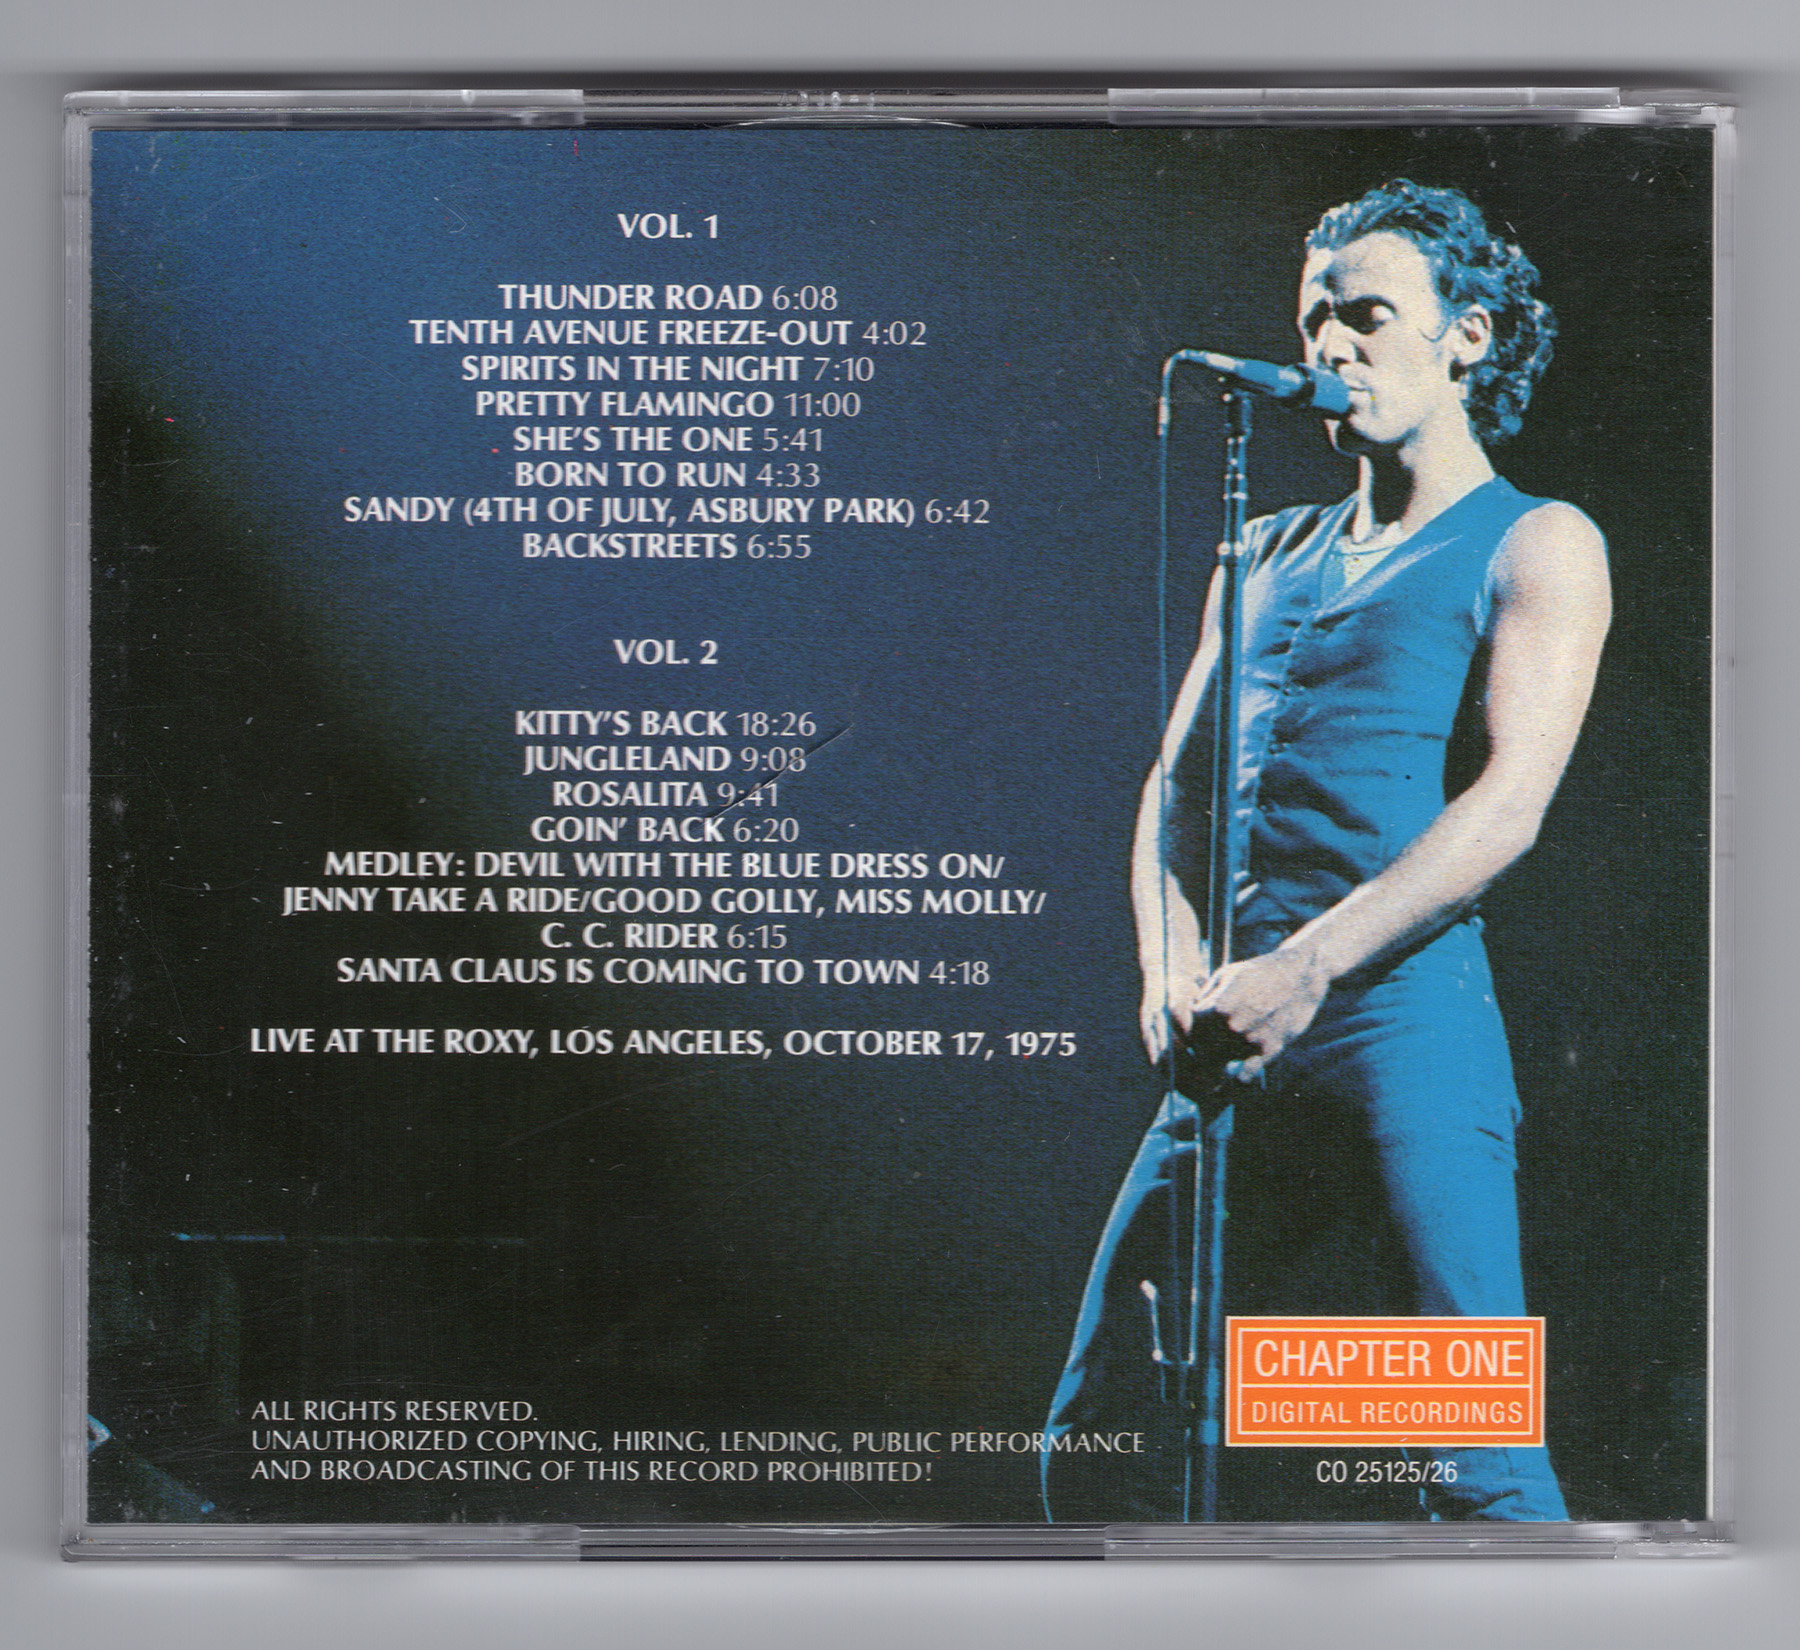 VOL. 1
THUNDER ROAD 6:08
TENTH AVENUE FREEZE-OUT 4:02
SPIRITS IN THE NIGHT 7:10
PRETTY FLAMINGO 11:00
SHE'S THE ONE 5:41
BORN TO RUN 4:33
SANDY (4TH OF JULY, ASBURY PARK) 6:42
BACKSTREETS 6:55
VOL. 2
KITTY'S BACK 18:26
JUNGLELAND 9:08
ROSALITA 9:41
GOIN' BACK 6:20
MEDLEY: DEVIL WITH THE BLUE DRESS ON/
JENNY TAKE A RIDE/GOOD GOLLY, MISS MOLLY/
C. C. RIDER 6:15
SANTA CLAUS IS COMING TO TOWN 4:18
LIVE AT THE ROXY, LOS ANGELES, OCTOBER 17, 1975
ALL RIGHTS RESERVED.
UNAUTHORIZED COPYING, HIRING, LENDING, PUBLIC PERFORMANCE
AND BROADCASTING OF THIS RECORD PROHIBITED!
CHAPTER ONE
DIGITAL RECORDINGS
CO 25125/26